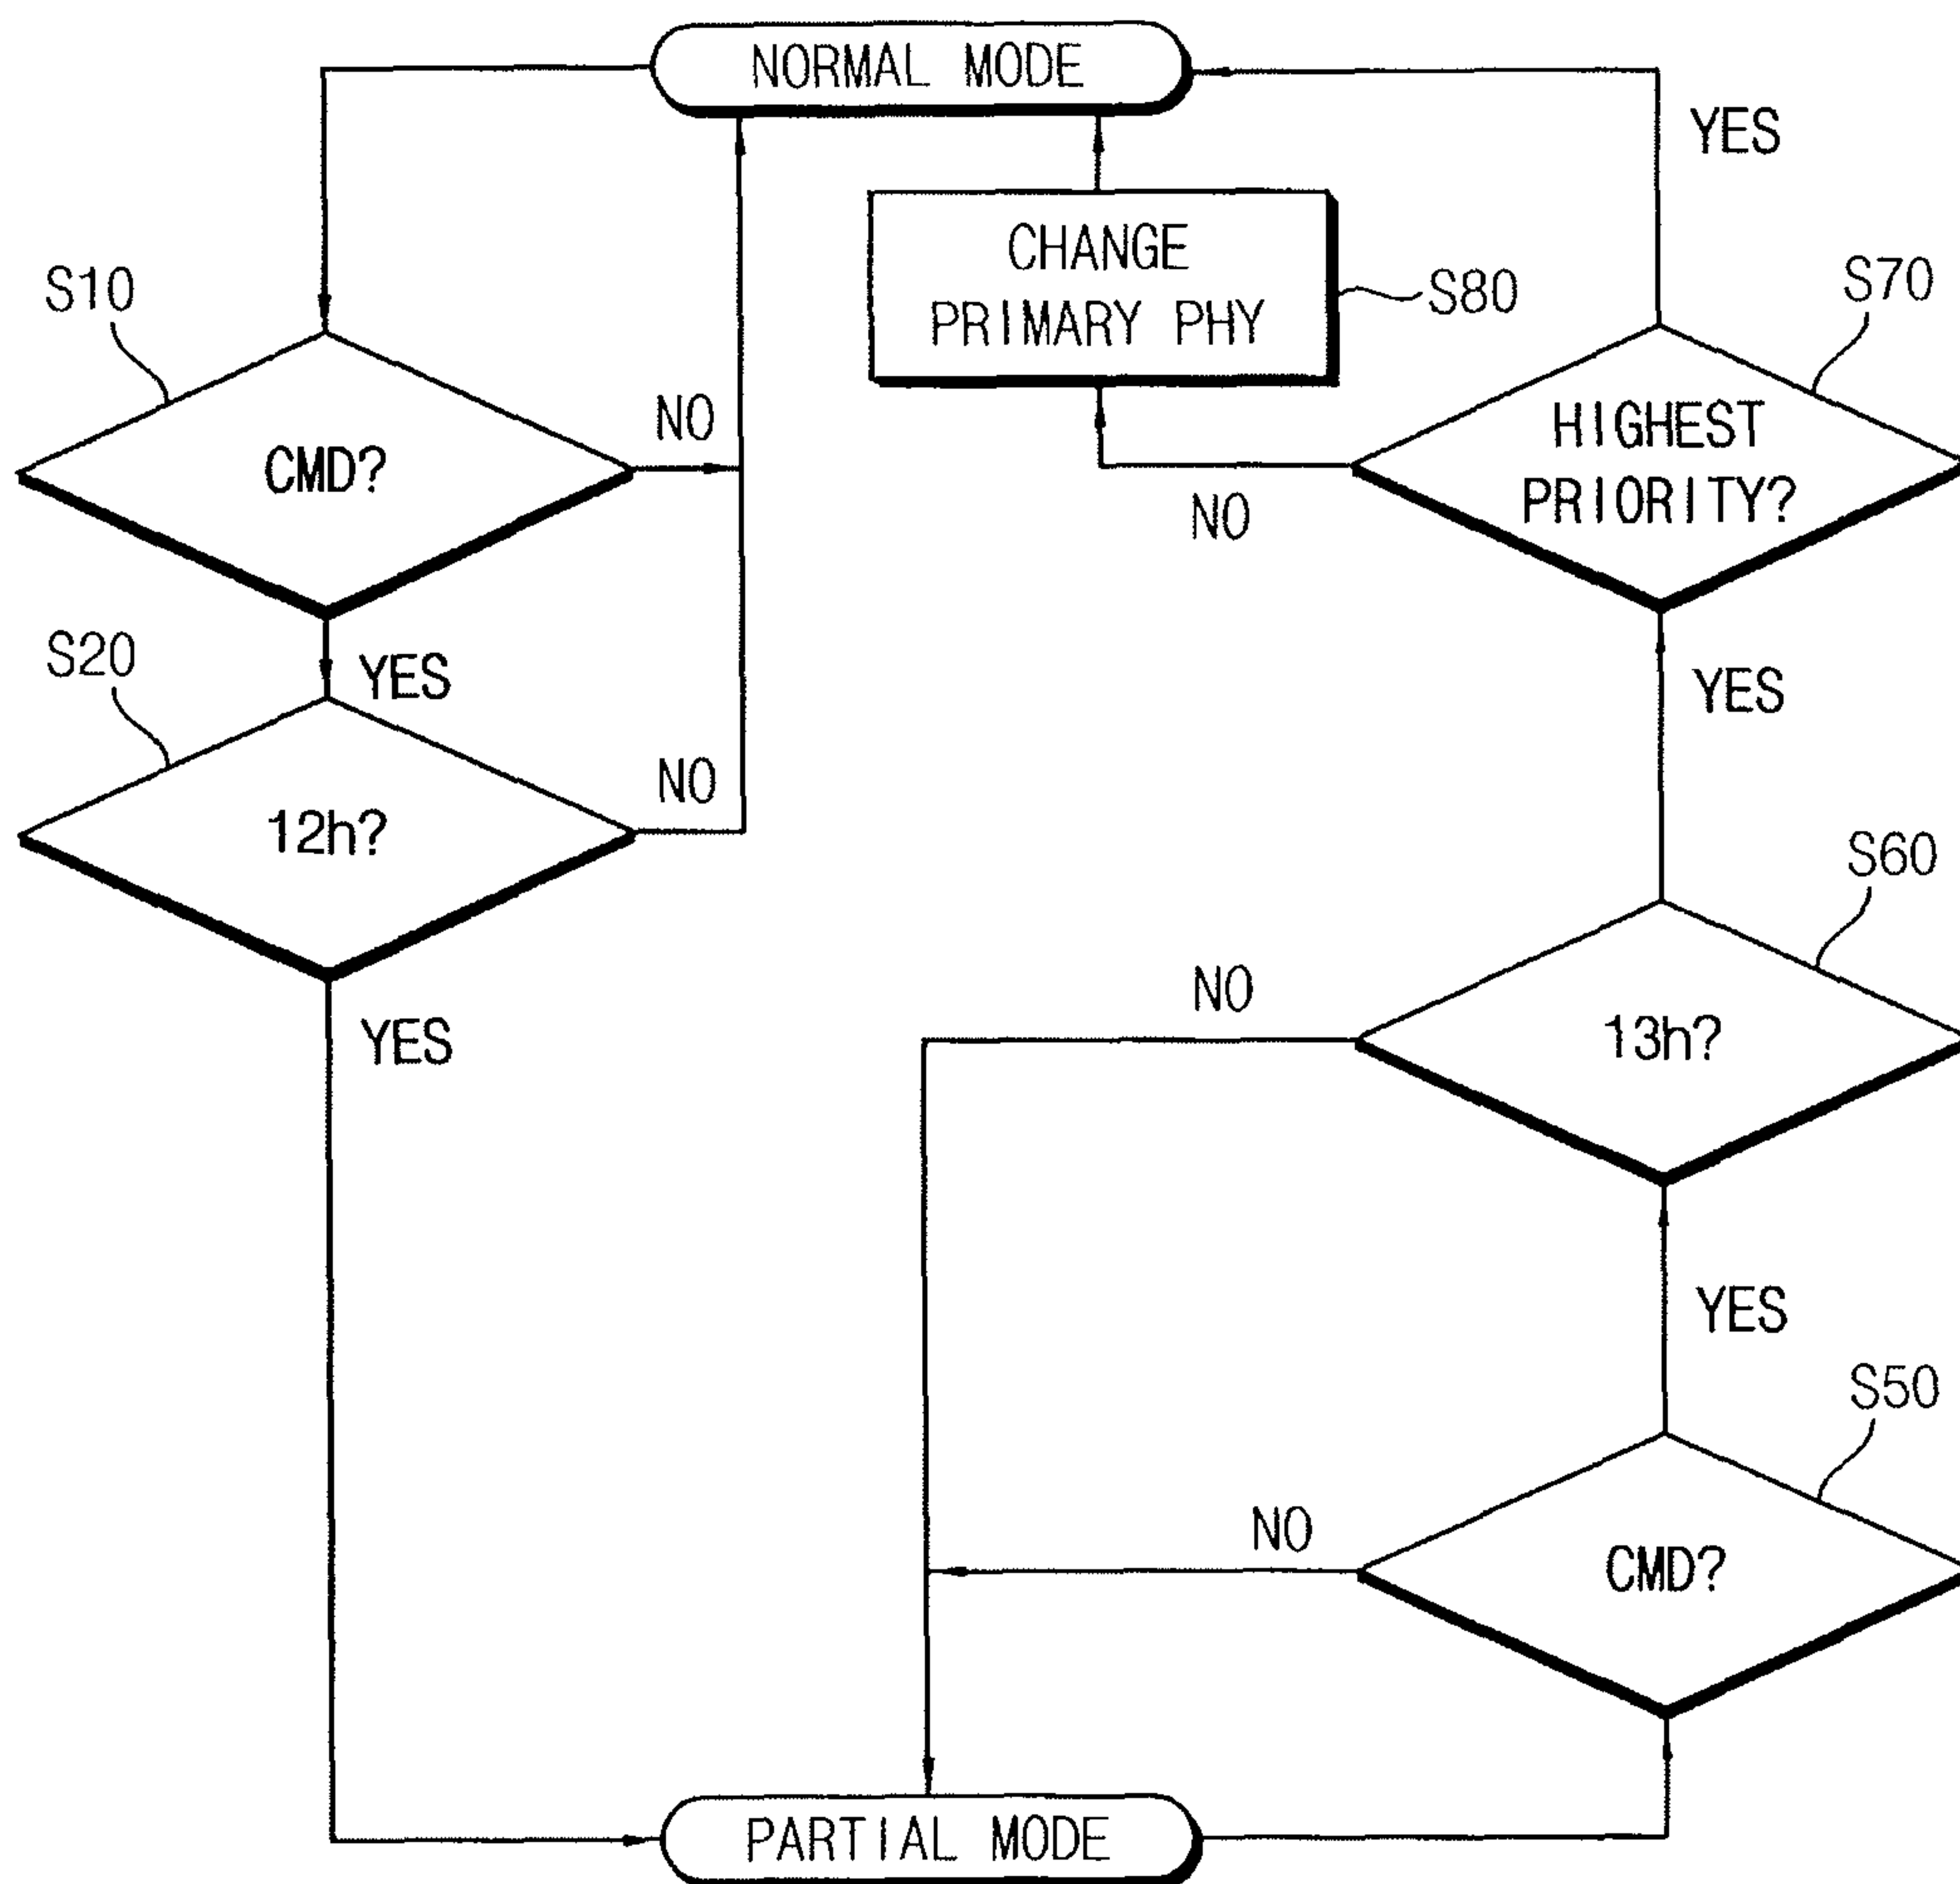 NORMAL MODE
YES
CHANGE
PRIMARY PHY
S80
S10
S70
CMD?
NO
HIGHEST
PRIORITY?
NO
S20
YES
YES
12h?
NO
S60
YES
NO
13h?
YES
S50
NO
CMD?
PARTIAL MODE